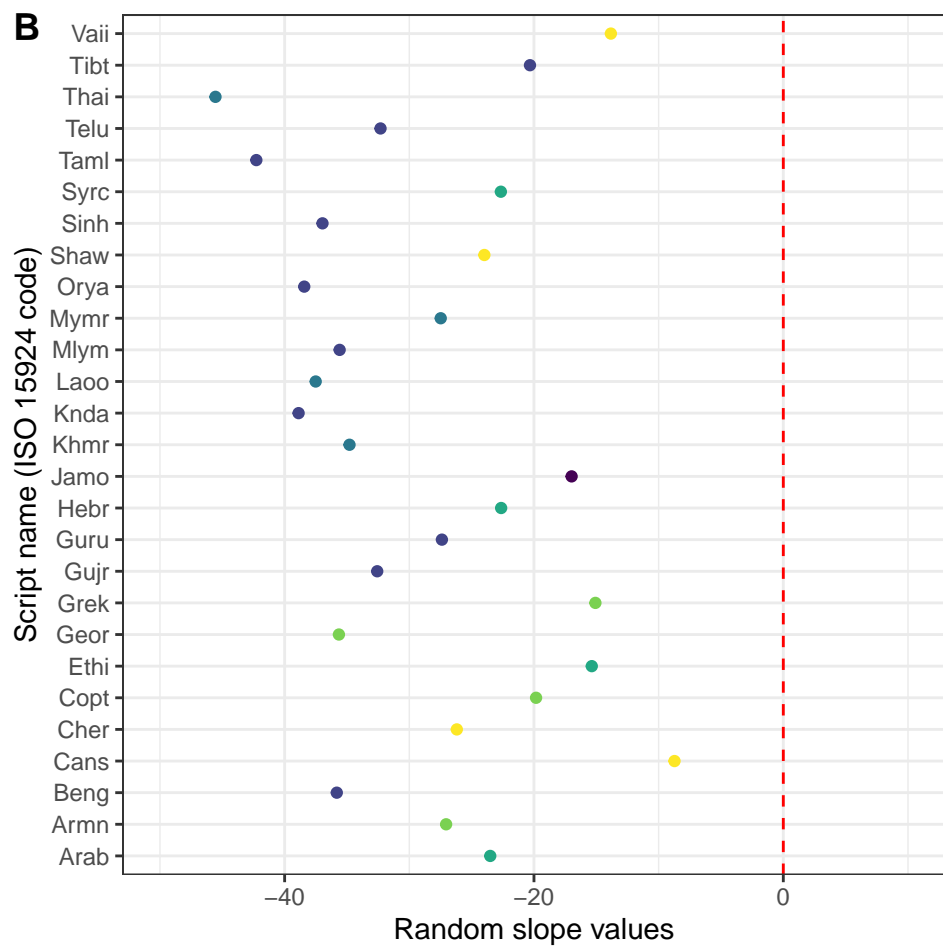 B
Vaii
Tibt
Thai
Telu
Taml
Syrc
Sinh
Shaw
Orya
Mymr
Mlym
Laoo
Knda
Khmr
Jamo
Hebr
Guru
Gujr
Grek
Geor
Ethi
Copt
Cher
Cans
Beng
Armn
Arab
Script name (ISO 15924 code)
−40 −20 0
Random slope values